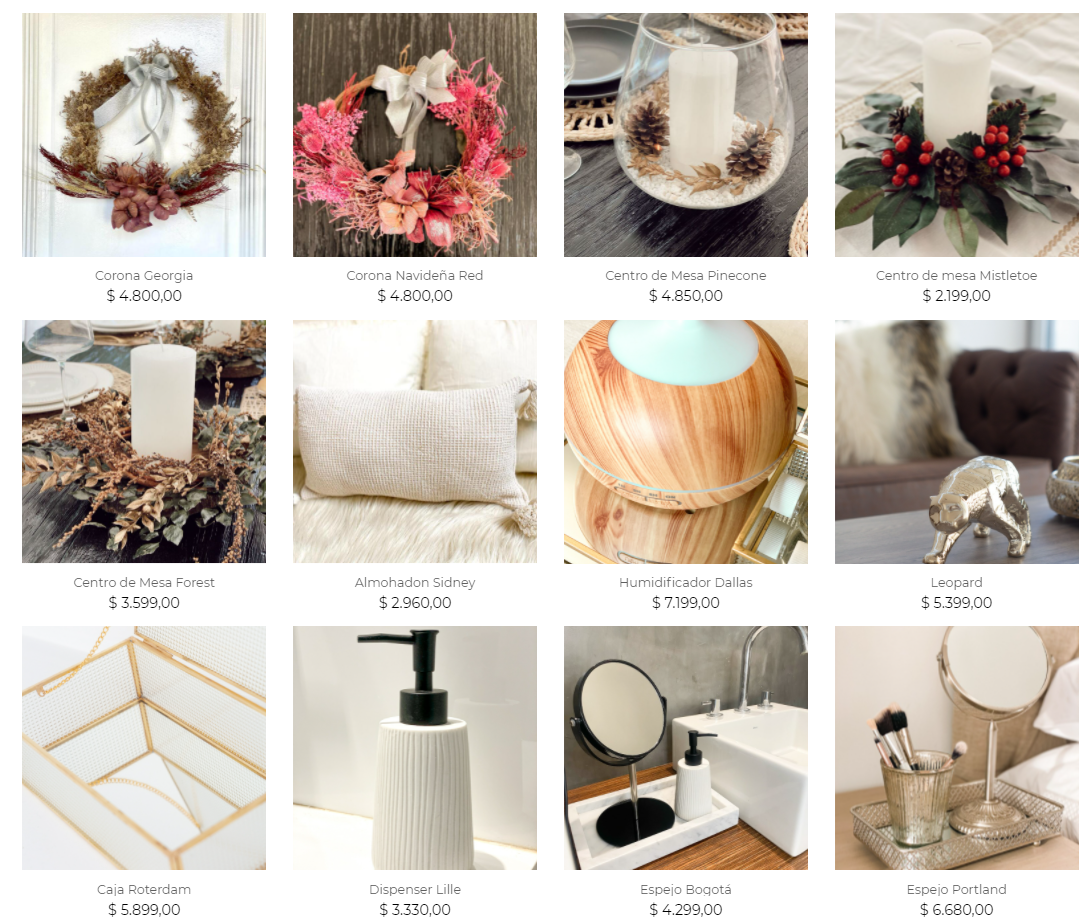 Corona Georgia
$ 4.800,00
Corona Navideña Red
$ 4.800,00
Centro de Mesa Pinecone
$ 4.850,00
Centro de mesa Mistletoe
$ 2.199,00
Centro de Mesa Forest
$ 3.599,00
Almohadon Sidney
$ 2.960,00
Humidificador Dallas
$ 7.199,00
Leopard
$ 5.399,00
Caja Roterdam
$ 5.899,00
Dispenser Lille
$ 3.330,00
Espejo Bogotá
$ 4.299,00
Espejo Portland
$ 6.680,00